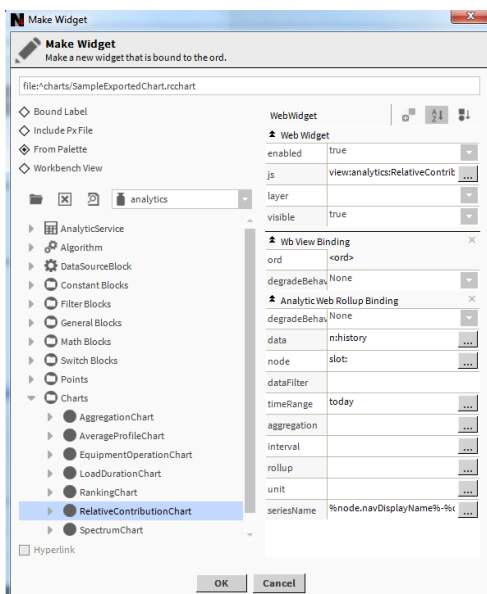 Make Widget
Make Widget
Make a new widget that is bound to the ord.
file:^charts/SampleExportedChart.rcchart
Bound Label
Include Px File
From Palette
Workbench View
analytics
AnalyticService
Algorithm
DataSourceBlock
Constant Blocks
Filter Blocks
General Blocks
Math Blocks
Switch Blocks
Points
Charts
AggregationChart
AverageProfileChart
EquipmentOperationChart
LoadDurationChart
RankingChart
RelativeContributionChart
SpectrumChart
Hyperlink
WebWidget
Web Widget
enabled true
js view:analytics:RelativeContrib ...
layer
visible true
Wb View Binding
ord <ord>
degradeBehav None
Analytic Web Rollup Binding
degradeBehav None
data n:history ...
node slot: ...
dataFilter
timeRange today ...
aggregation ...
interval ...
rollup ...
unit ...
seriesName %node.navDisplayName%-%c ...
OK Cancel